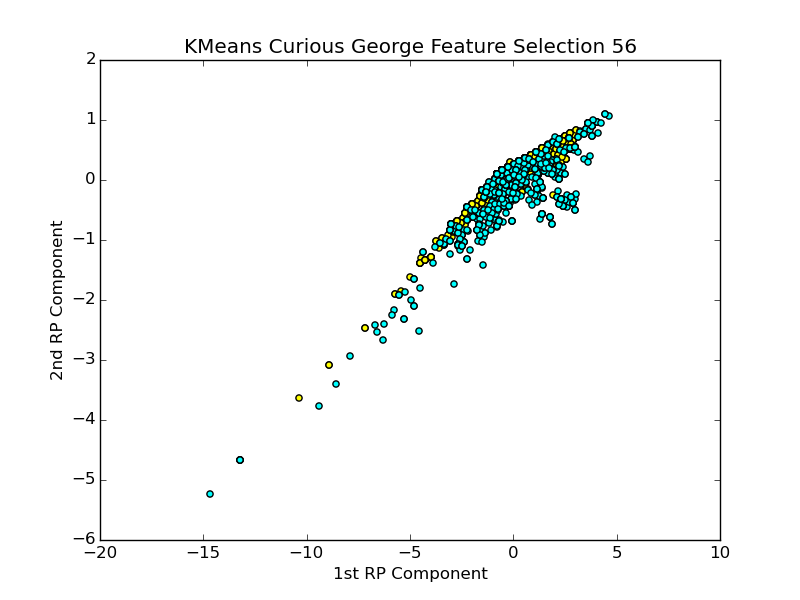 KMeans Curious George Feature Selection 56
2
1
0
−1
−2
−3
−4
−5
−6
2nd RP Component
−20 −15 −10 −5 0 5 10
1st RP Component